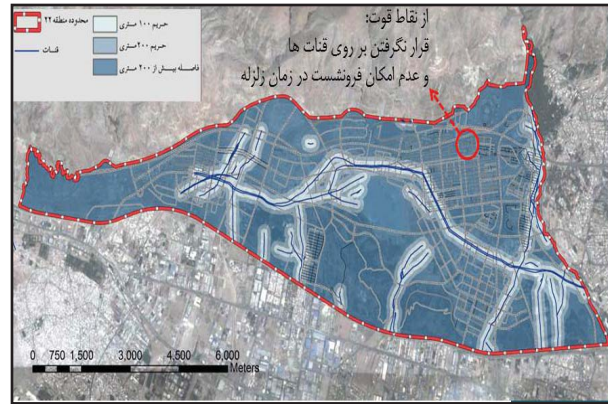 محدوده منطقه ۲۲
قنات
حریم ۱۰۰ متری
حریم ۲۰۰متری
فاصله بیش از ۲۰۰ متری
از نقاط قوت:
قرار نگرفتن بر روی قنات ها
و عدم امکان فرونشست در زمان زلزله
0 750 1,500 3,000 4,500 6,000
Meters